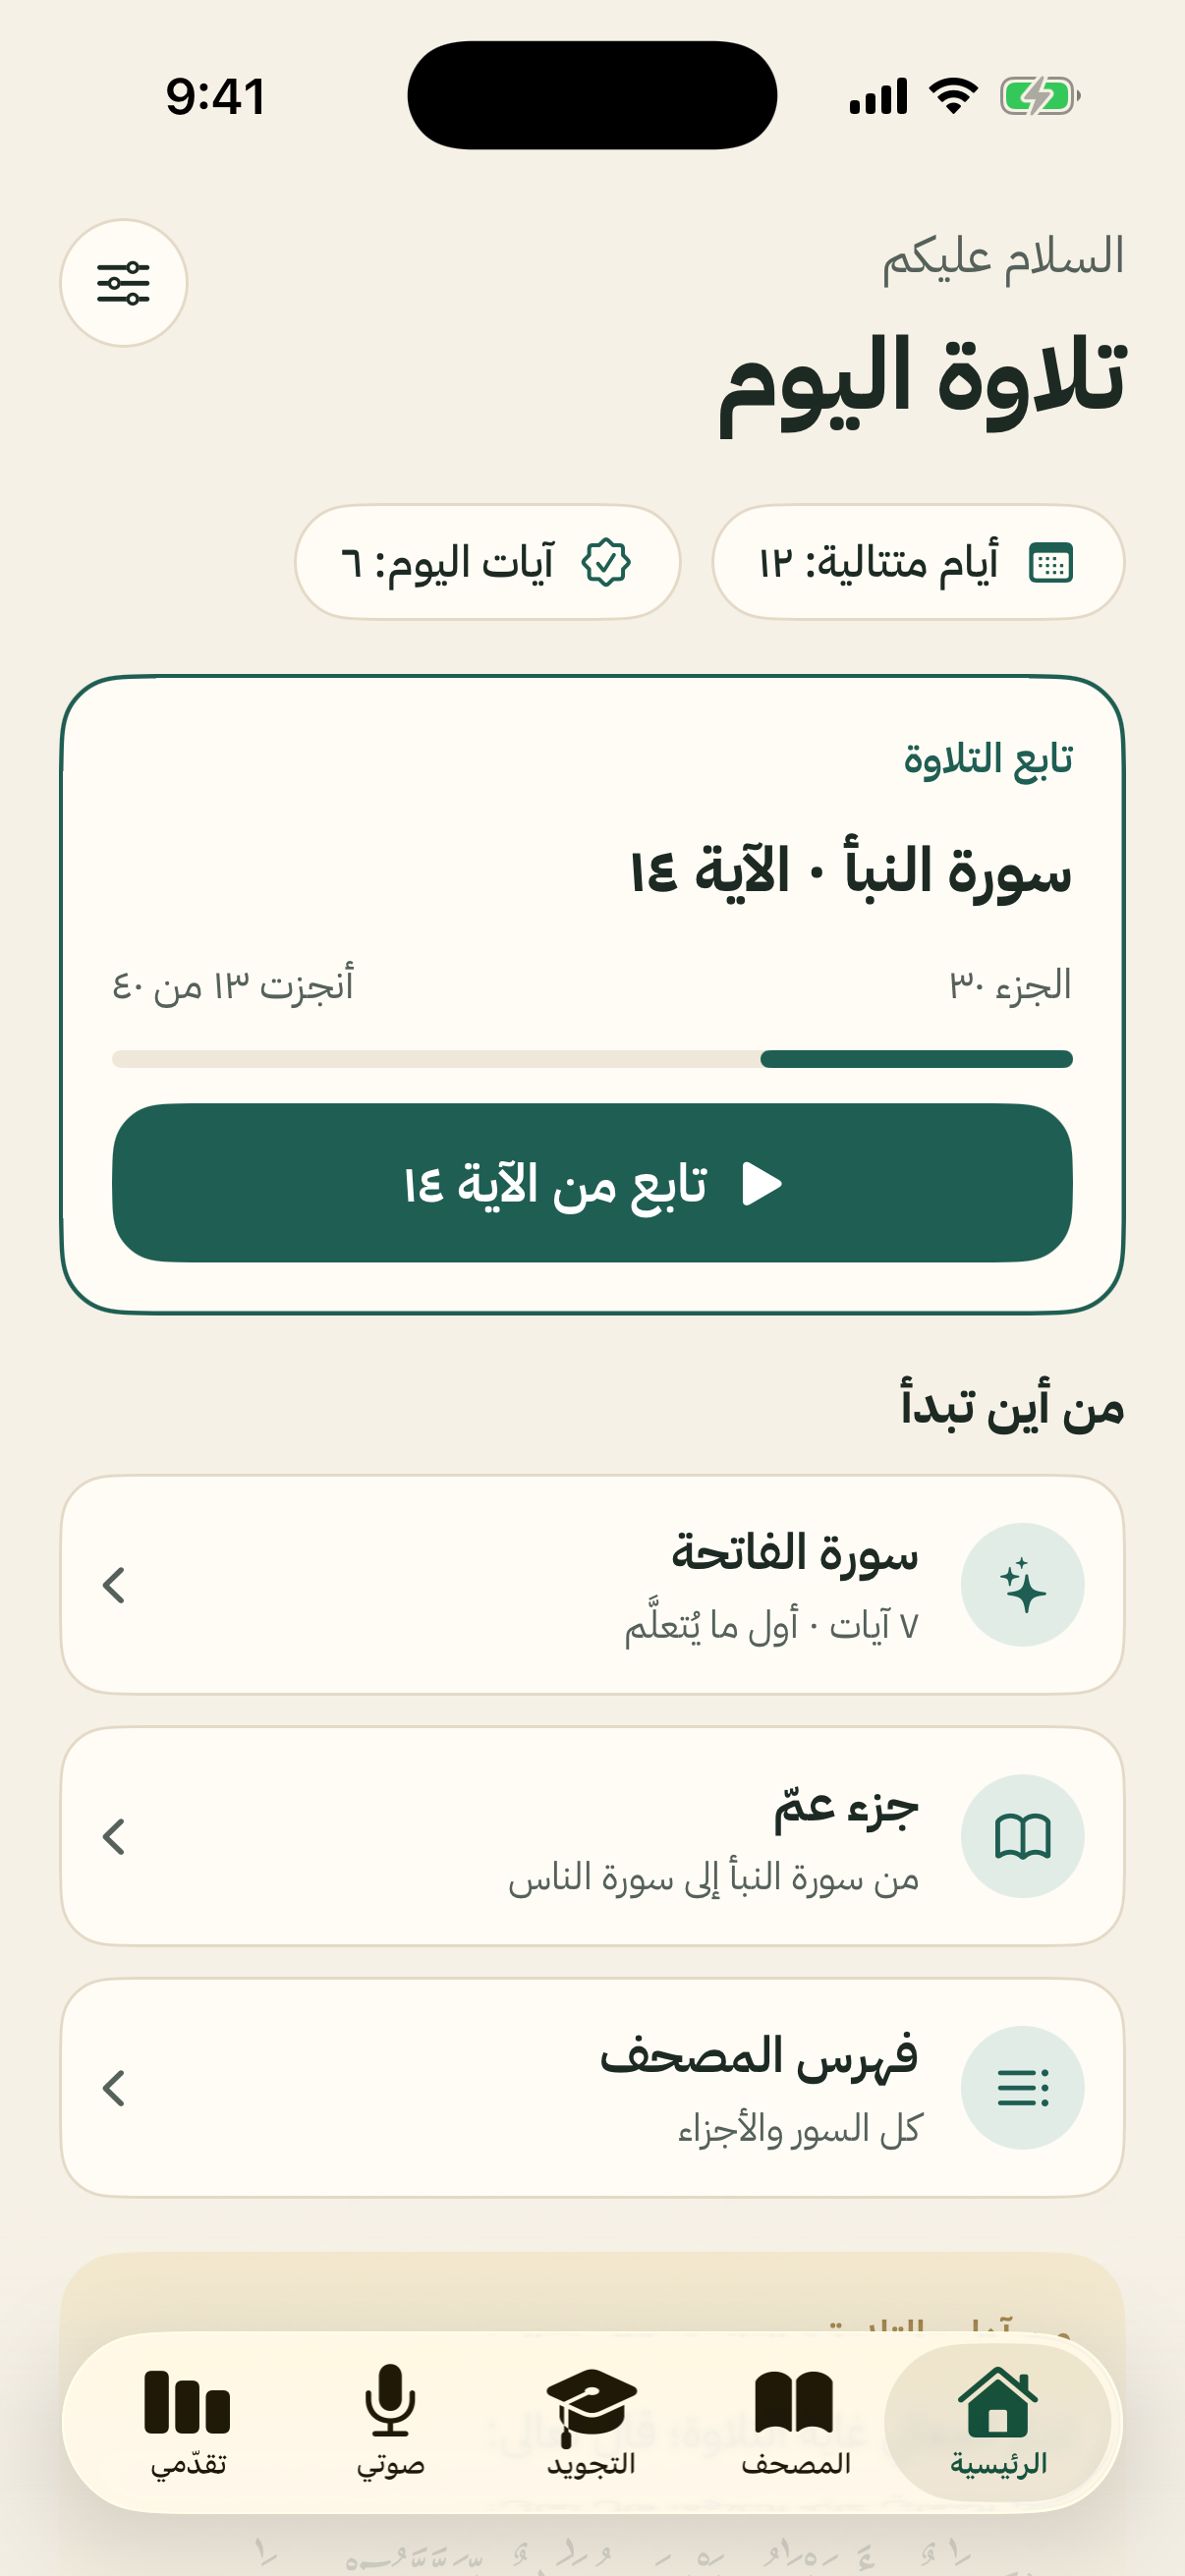 9:41
السلام عليكم
تلاوة اليوم
أيام متتالية: ١٢
آيات اليوم: ٦
تابع التلاوة
سورة النبأ · الآية ١٤
الجزء ٣٠
أنجزت ١٣ من ٤٠
تابع من الآية ١٤
من أين تبدأ
سورة الفاتحة
٧ آيات · أول ما يُتعلَّم
جزء عمّ
من سورة النبأ إلى سورة الناس
فهرس المصحف
كل السور والأجزاء
الرئيسية
المصحف
التجويد
صوتي
تقدّمي